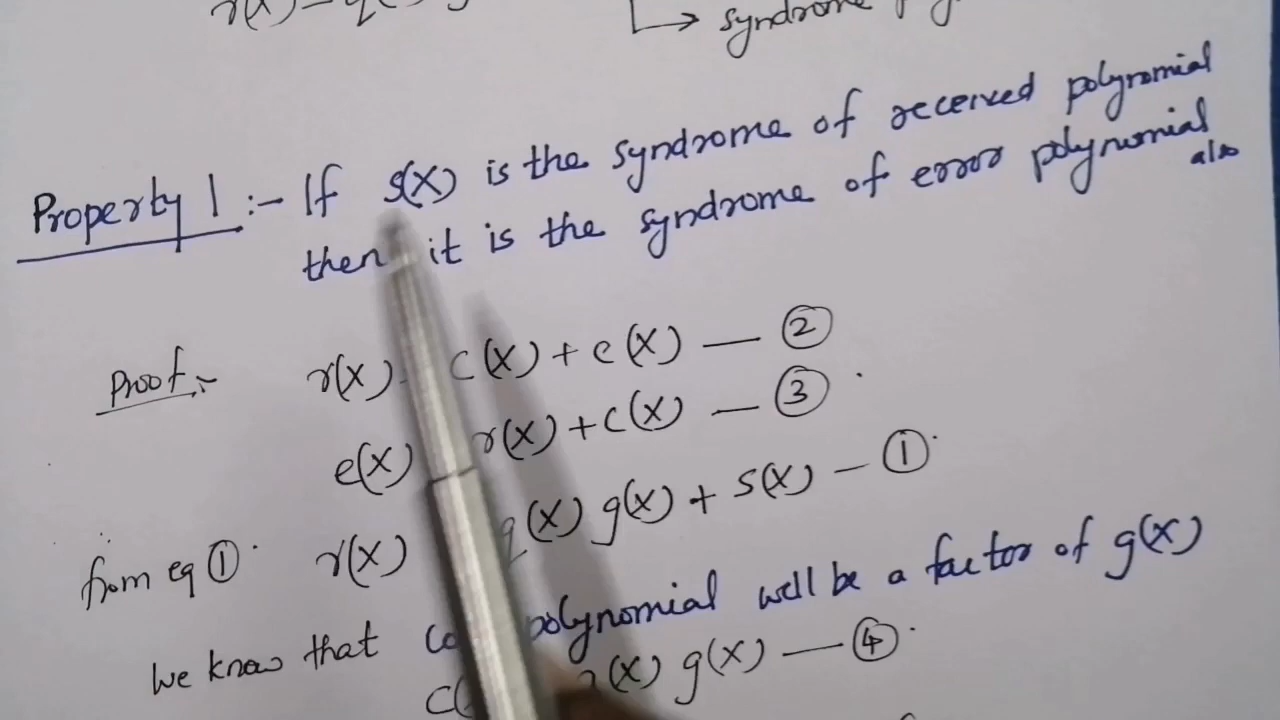 syndrome
Property 1 :- If s(X) is the syndrome of received polynomial
then it is the syndrome of error polynomial also
Proof:- r(X) c(X) + e(X) — ②
e(X) r(X) + c(X) — ③
from eq ① r(X) q(X) g(X) + s(X) — ①
we know that polynomial will be a factor of g(X)
(X) g(X) — ④